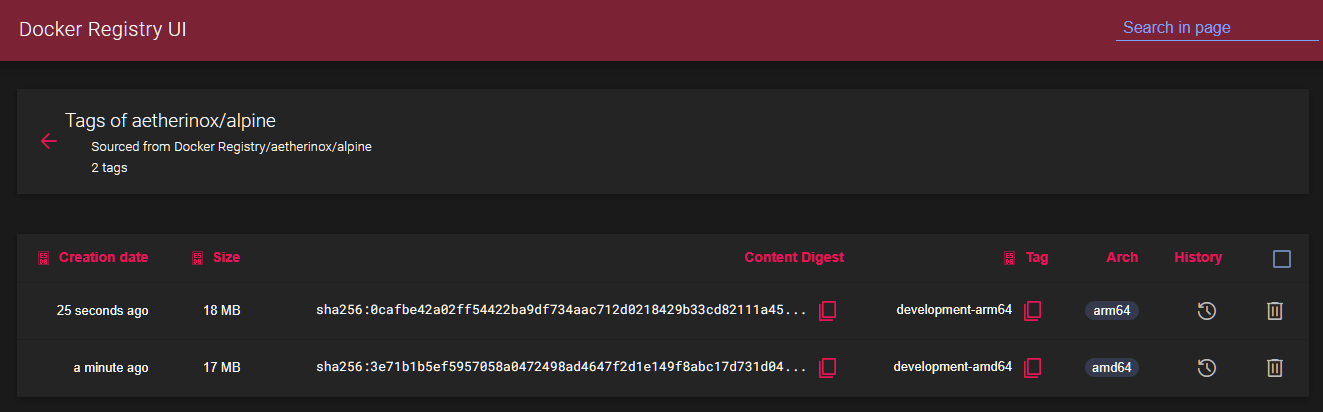 Docker Registry UI
Search in page
Tags of aetherinox/alpine
Sourced from Docker Registry/aetherinox/alpine
2 tags
Creation date Size Content Digest Tag Arch History
25 seconds ago 18 MB sha256:0cafbe42a02ff54422ba9df734aac712d0218429b33cd82111a45... development-arm64 arm64
a minute ago 17 MB sha256:3e71b1b5ef5957058a0472498ad4647f2d1e149f8abc17d731d04... development-amd64 amd64